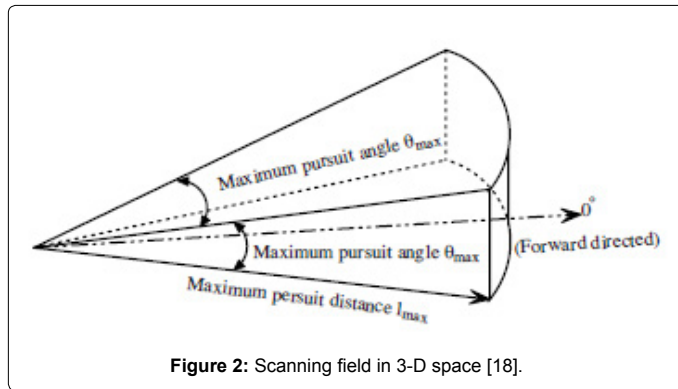 Maximum pursuit angle θmax
0°
Maximum pursuit angle θmax
(Forward directed)
Maximum persuit distance lmax
Figure 2: Scanning field in 3-D space [18].